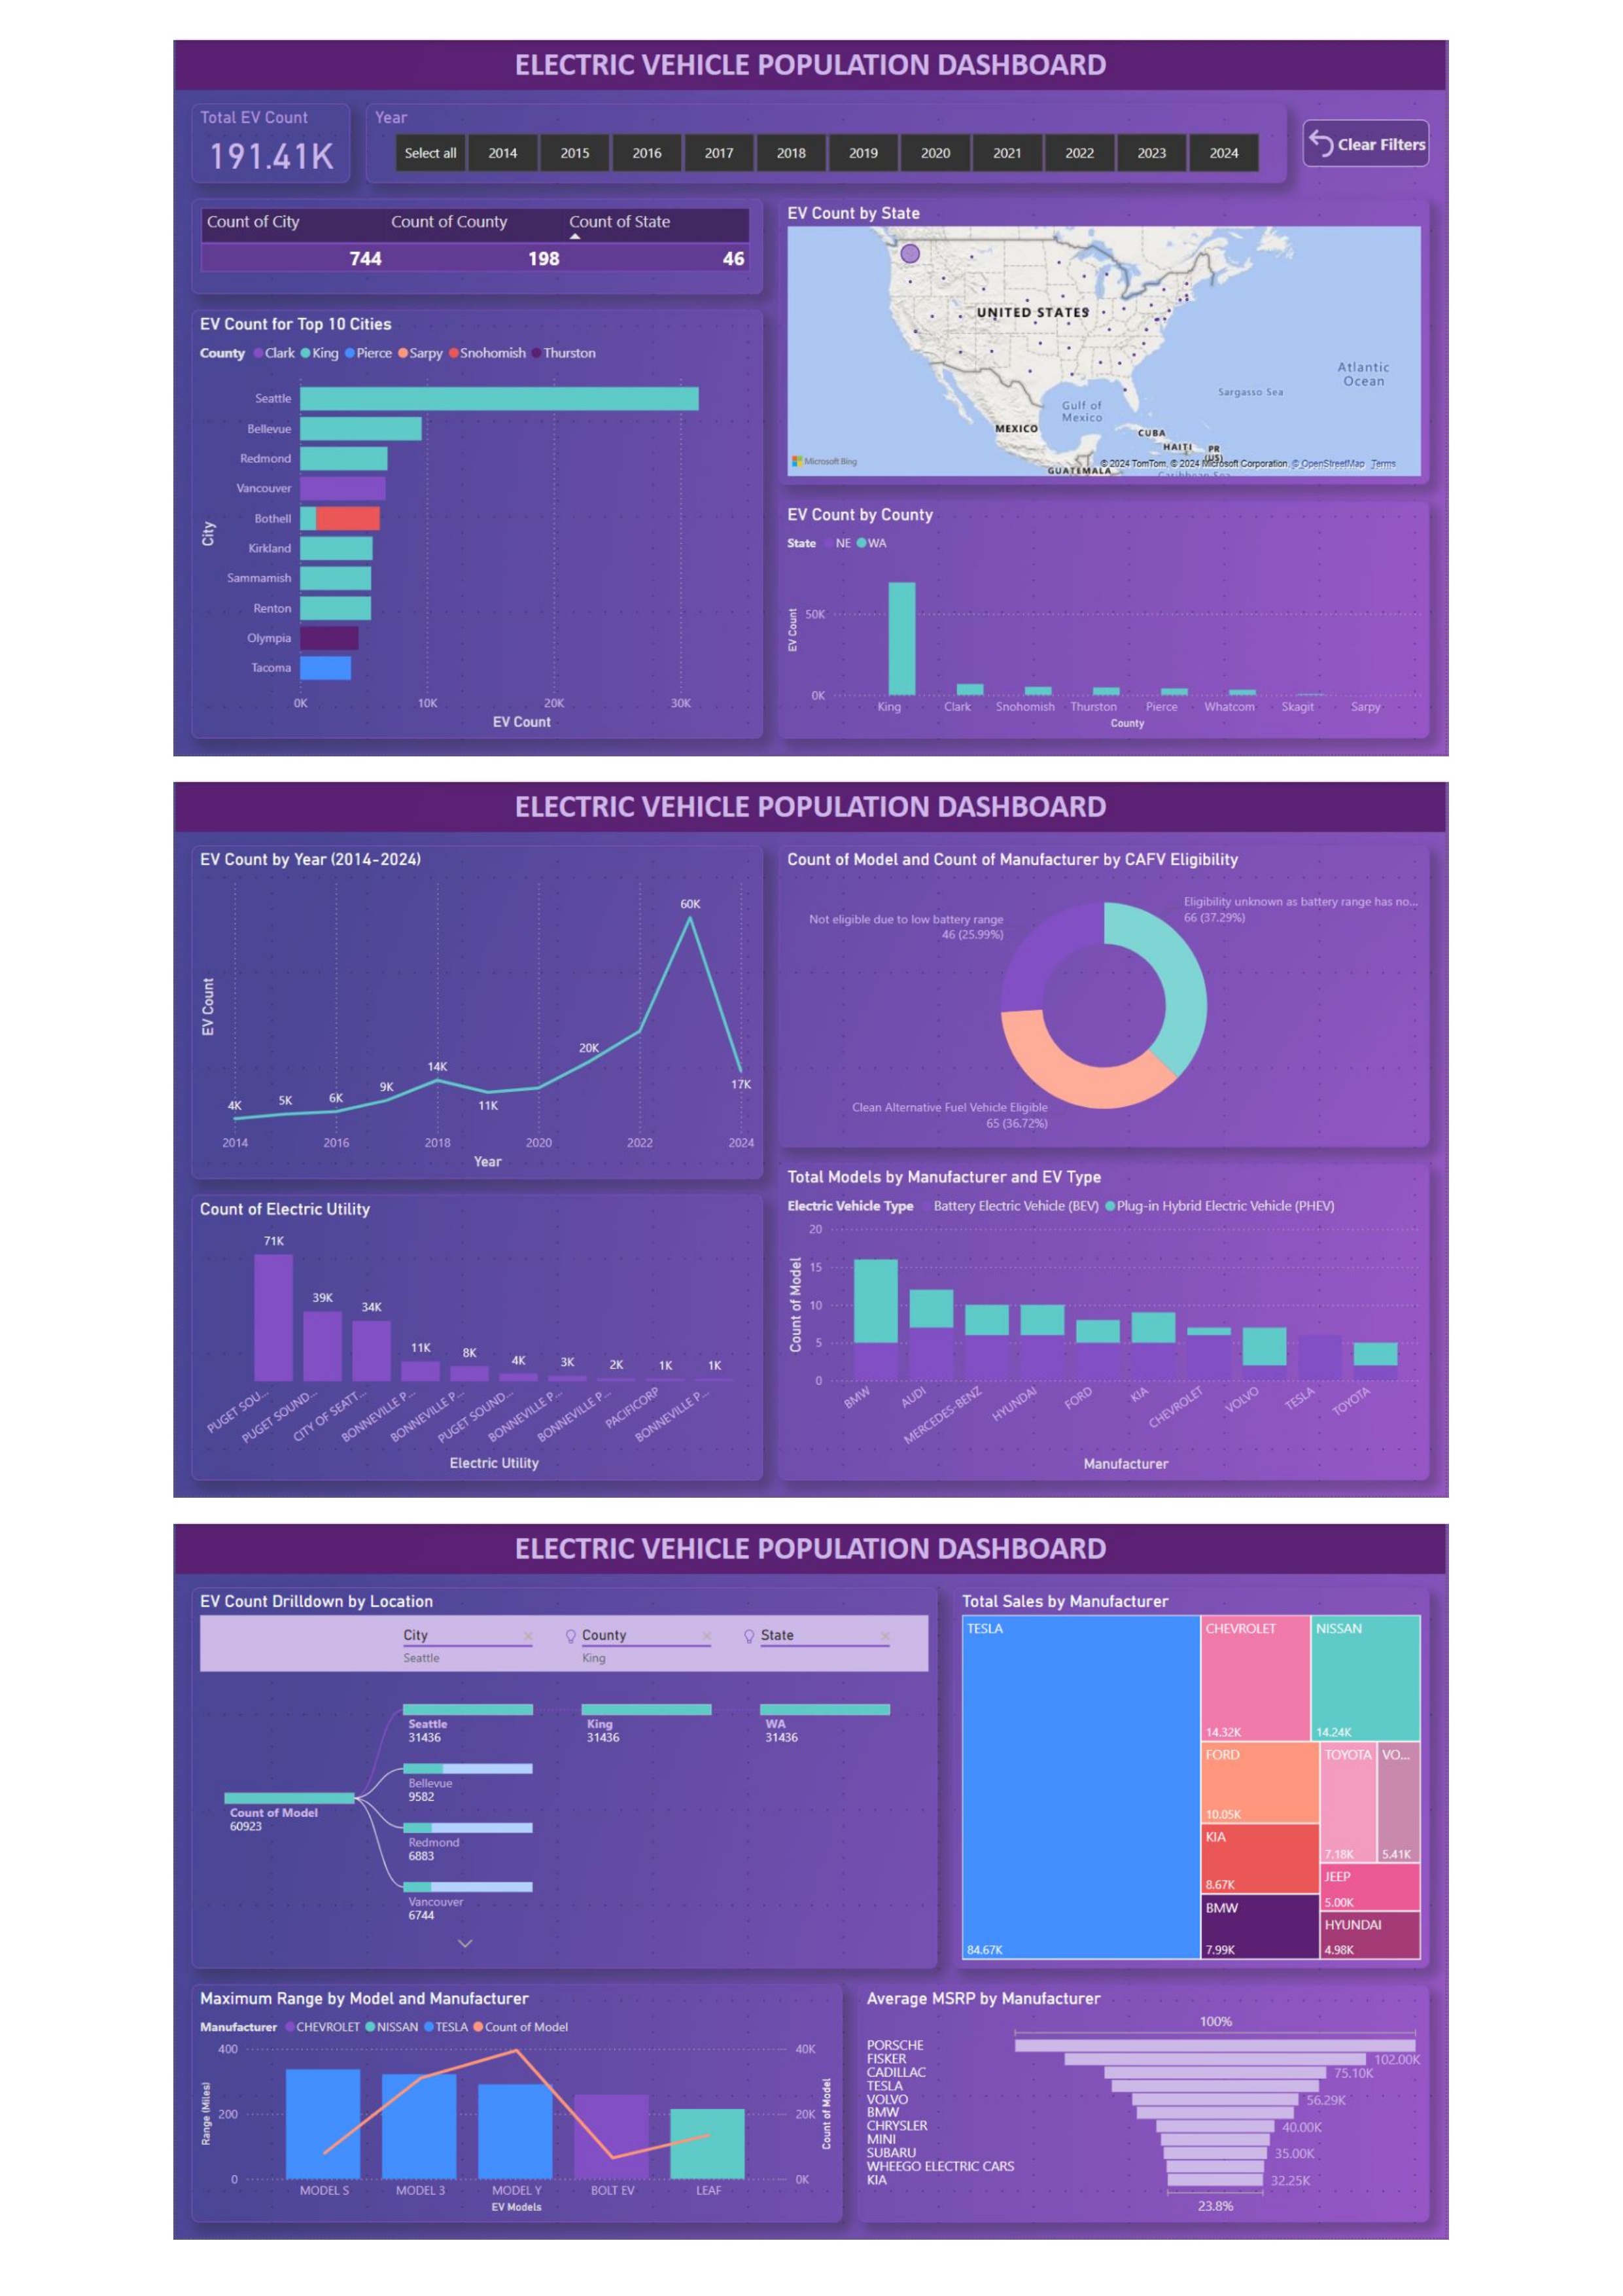 ELECTRIC VEHICLE POPULATION DASHBOARD
Total EV Count
191.41K
Year
Select all 2014 2015 2016 2017 2018 2019 2020 2021 2022 2023 2024
Clear Filters
Count of City Count of County Count of State
744 198 46
EV Count for Top 10 Cities
County Clark King Pierce Sarpy Snohomish Thurston
City
Seattle
Bellevue
Redmond
Vancouver
Bothell
Kirkland
Sammamish
Renton
Olympia
Tacoma
0K 10K 20K 30K
EV Count
EV Count by State
UNITED STATES
Atlantic
Ocean
Sargasso Sea
Gulf of
Mexico
MEXICO
CUBA
HAITI
PR
(US)
GUATEMALA
Caribbean Sea
Microsoft Bing
© 2024 TomTom, © 2024 Microsoft Corporation, © OpenStreetMap Terms
EV Count by County
State NE WA
EV Count
50K
0K
King Clark Snohomish Thurston Pierce Whatcom Skagit Sarpy
County
ELECTRIC VEHICLE POPULATION DASHBOARD
EV Count by Year (2014-2024)
EV Count
4K 5K 6K 9K 14K 11K 20K 60K 17K
2014 2016 2018 2020 2022 2024
Year
Count of Model and Count of Manufacturer by CAFV Eligibility
Eligibility unknown as battery range has no...
66 (37.29%)
Not eligible due to low battery range
46 (25.99%)
Clean Alternative Fuel Vehicle Eligible
65 (36.72%)
Count of Electric Utility
71K 39K 34K 11K 8K 4K 3K 2K 1K 1K
PUGET SOU... PUGET SOUND... CITY OF SEATT... BONNEVILLE P... BONNEVILLE P... PUGET SOUND... BONNEVILLE P... BONNEVILLE P... PACIFICORP BONNEVILLE P...
Electric Utility
Total Models by Manufacturer and EV Type
Electric Vehicle Type Battery Electric Vehicle (BEV) Plug-in Hybrid Electric Vehicle (PHEV)
Count of Model
20
15
10
5
0
BMW AUDI MERCEDES-BENZ HYUNDAI FORD KIA CHEVROLET VOLVO TESLA TOYOTA
Manufacturer
ELECTRIC VEHICLE POPULATION DASHBOARD
EV Count Drilldown by Location
City County State
Seattle King
Count of Model
60923
Seattle
31436
King
31436
WA
31436
Bellevue
9582
Redmond
6883
Vancouver
6744
Total Sales by Manufacturer
TESLA
84.67K
CHEVROLET
14.32K
NISSAN
14.24K
FORD
10.05K
TOYOTA
7.18K
VO...
5.41K
KIA
8.67K
JEEP
5.00K
BMW
7.99K
HYUNDAI
4.98K
Maximum Range by Model and Manufacturer
Manufacturer CHEVROLET NISSAN TESLA Count of Model
Range (Miles)
400
200
0
40K
20K
0K
Count of Model
MODEL S MODEL 3 MODEL Y BOLT EV LEAF
EV Models
Average MSRP by Manufacturer
100%
PORSCHE
FISKER
102.00K
CADILLAC
75.10K
TESLA
VOLVO
56.29K
BMW
CHRYSLER
40.00K
MINI
SUBARU
35.00K
WHEEGO ELECTRIC CARS
KIA
32.25K
23.8%